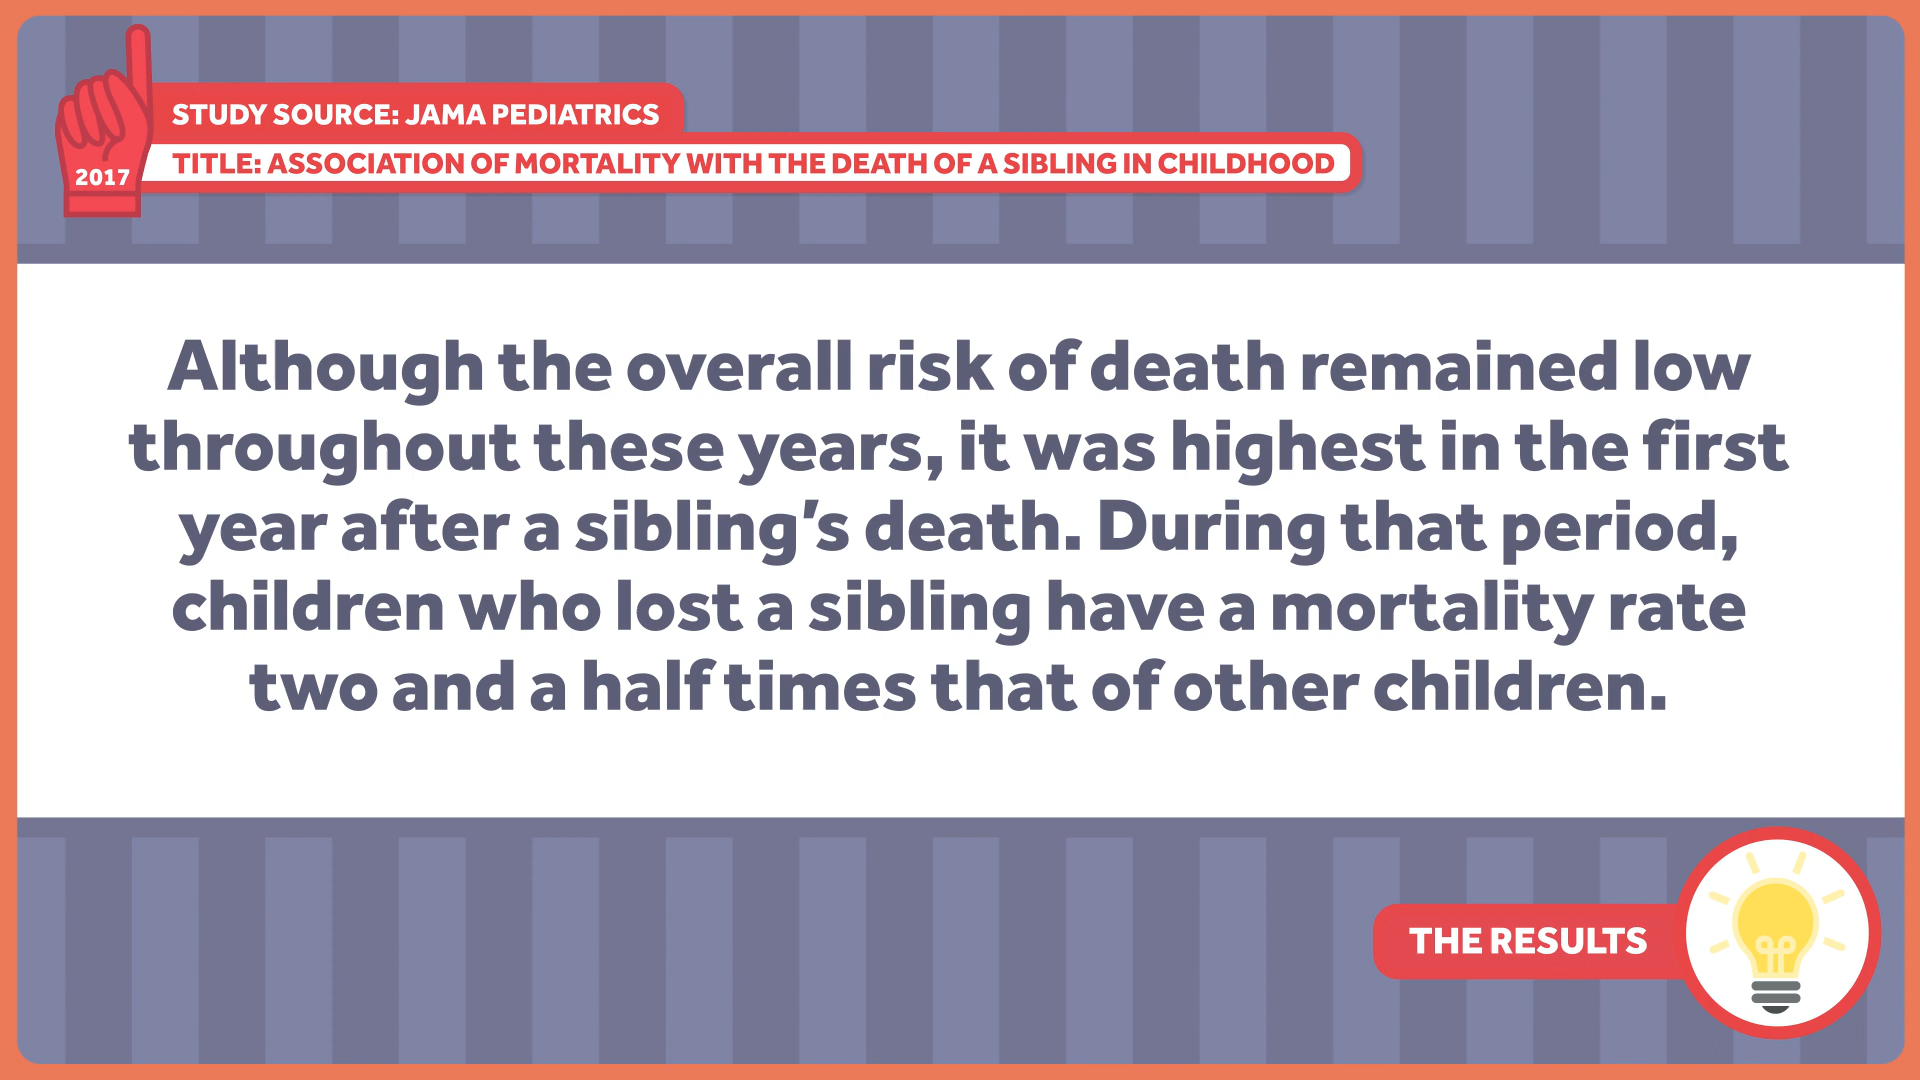 STUDY SOURCE: JAMA PEDIATRICS
TITLE: ASSOCIATION OF MORTALITY WITH THE DEATH OF A SIBLING IN CHILDHOOD
2017
Although the overall risk of death remained low
throughout these years, it was highest in the first
year after a sibling's death. During that period,
children who lost a sibling have a mortality rate
two and a half times that of other children.
THE RESULTS